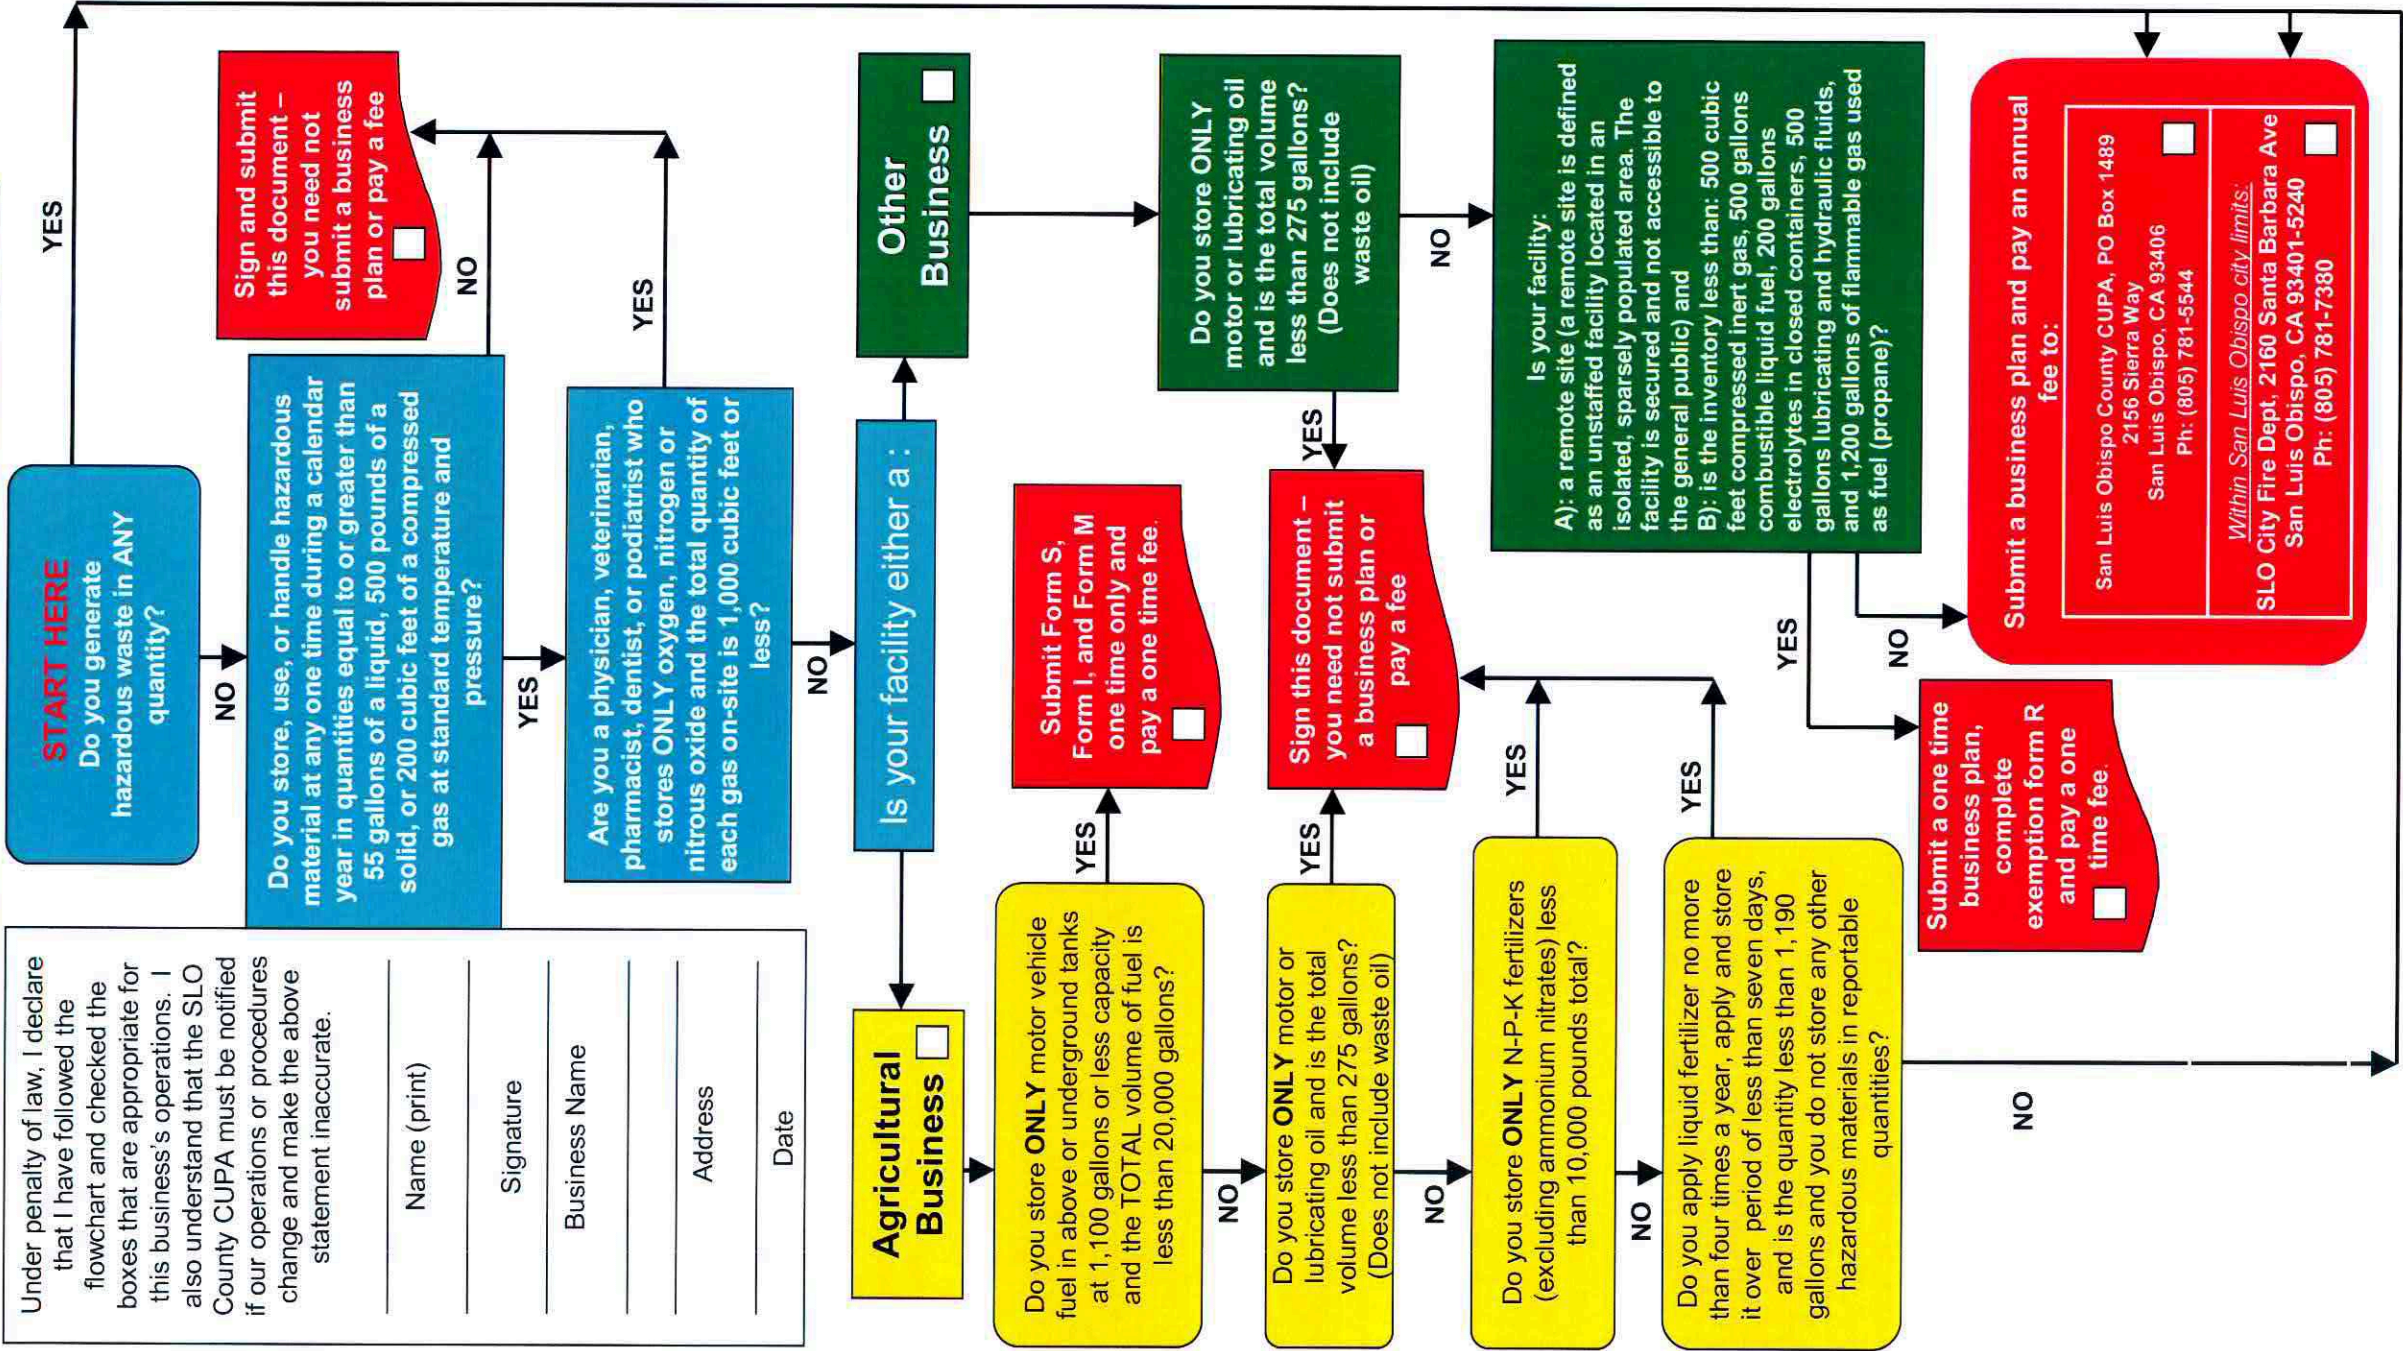 Under penalty of law, I declare
that I have followed the
flowchart and checked the
boxes that are appropriate for
this business's operations. I
also understand that the SLO
County CUPA must be notified
if our operations or procedures
change and make the above
statement inaccurate.
Name (print)
Signature
Business Name
Address
Date
START HERE
Do you generate
hazardous waste in ANY
quantity?
YES
NO
Do you store, use, or handle hazardous
material at any one time during a calendar
year in quantities equal to or greater than
55 gallons of a liquid, 500 pounds of a
solid, or 200 cubic feet of a compressed
gas at standard temperature and
pressure?
NO
YES
Sign and submit
this document –
you need not
submit a business
plan or pay a fee
Are you a physician, veterinarian,
pharmacist, dentist, or podiatrist who
stores ONLY oxygen, nitrogen or
nitrous oxide and the total quantity of
each gas on-site is 1,000 cubic feet or
less?
YES
NO
Is your facility either a :
Agricultural
Business
Other
Business
Do you store ONLY motor vehicle
fuel in above or underground tanks
at 1,100 gallons or less capacity
and the TOTAL volume of fuel is
less than 20,000 gallons?
YES
NO
Submit Form S,
Form I, and Form M
one time only and
pay a one time fee.
Do you store ONLY
motor or lubricating oil
and is the total volume
less than 275 gallons?
(Does not include
waste oil)
YES
NO
Do you store ONLY motor or
lubricating oil and is the total
volume less than 275 gallons?
(Does not include waste oil)
YES
NO
Sign this document –
you need not submit
a business plan or
pay a fee
Do you store ONLY N-P-K fertilizers
(excluding ammonium nitrates) less
than 10,000 pounds total?
YES
NO
Is your facility:
A): a remote site (a remote site is defined
as an unstaffed facility located in an
isolated, sparsely populated area. The
facility is secured and not accessible to
the general public) and
B): is the inventory less than: 500 cubic
feet compressed inert gas, 500 gallons
combustible liquid fuel, 200 gallons
electrolytes in closed containers, 500
gallons lubricating and hydraulic fluids,
and 1,200 gallons of flammable gas used
as fuel (propane)?
YES
NO
Do you apply liquid fertilizer no more
than four times a year, apply and store
it over period of less than seven days,
and is the quantity less than 1,190
gallons and you do not store any other
hazardous materials in reportable
quantities?
YES
NO
Submit a one time
business plan,
complete
exemption form R
and pay a one
time fee.
Submit a business plan and pay an annual
fee to:
San Luis Obispo County CUPA, PO Box 1489
2156 Sierra Way
San Luis Obispo, CA 93406
Ph: (805) 781-5544
Within San Luis Obispo city limits:
SLO City Fire Dept, 2160 Santa Barbara Ave
San Luis Obispo, CA 93401-5240
Ph: (805) 781-7380